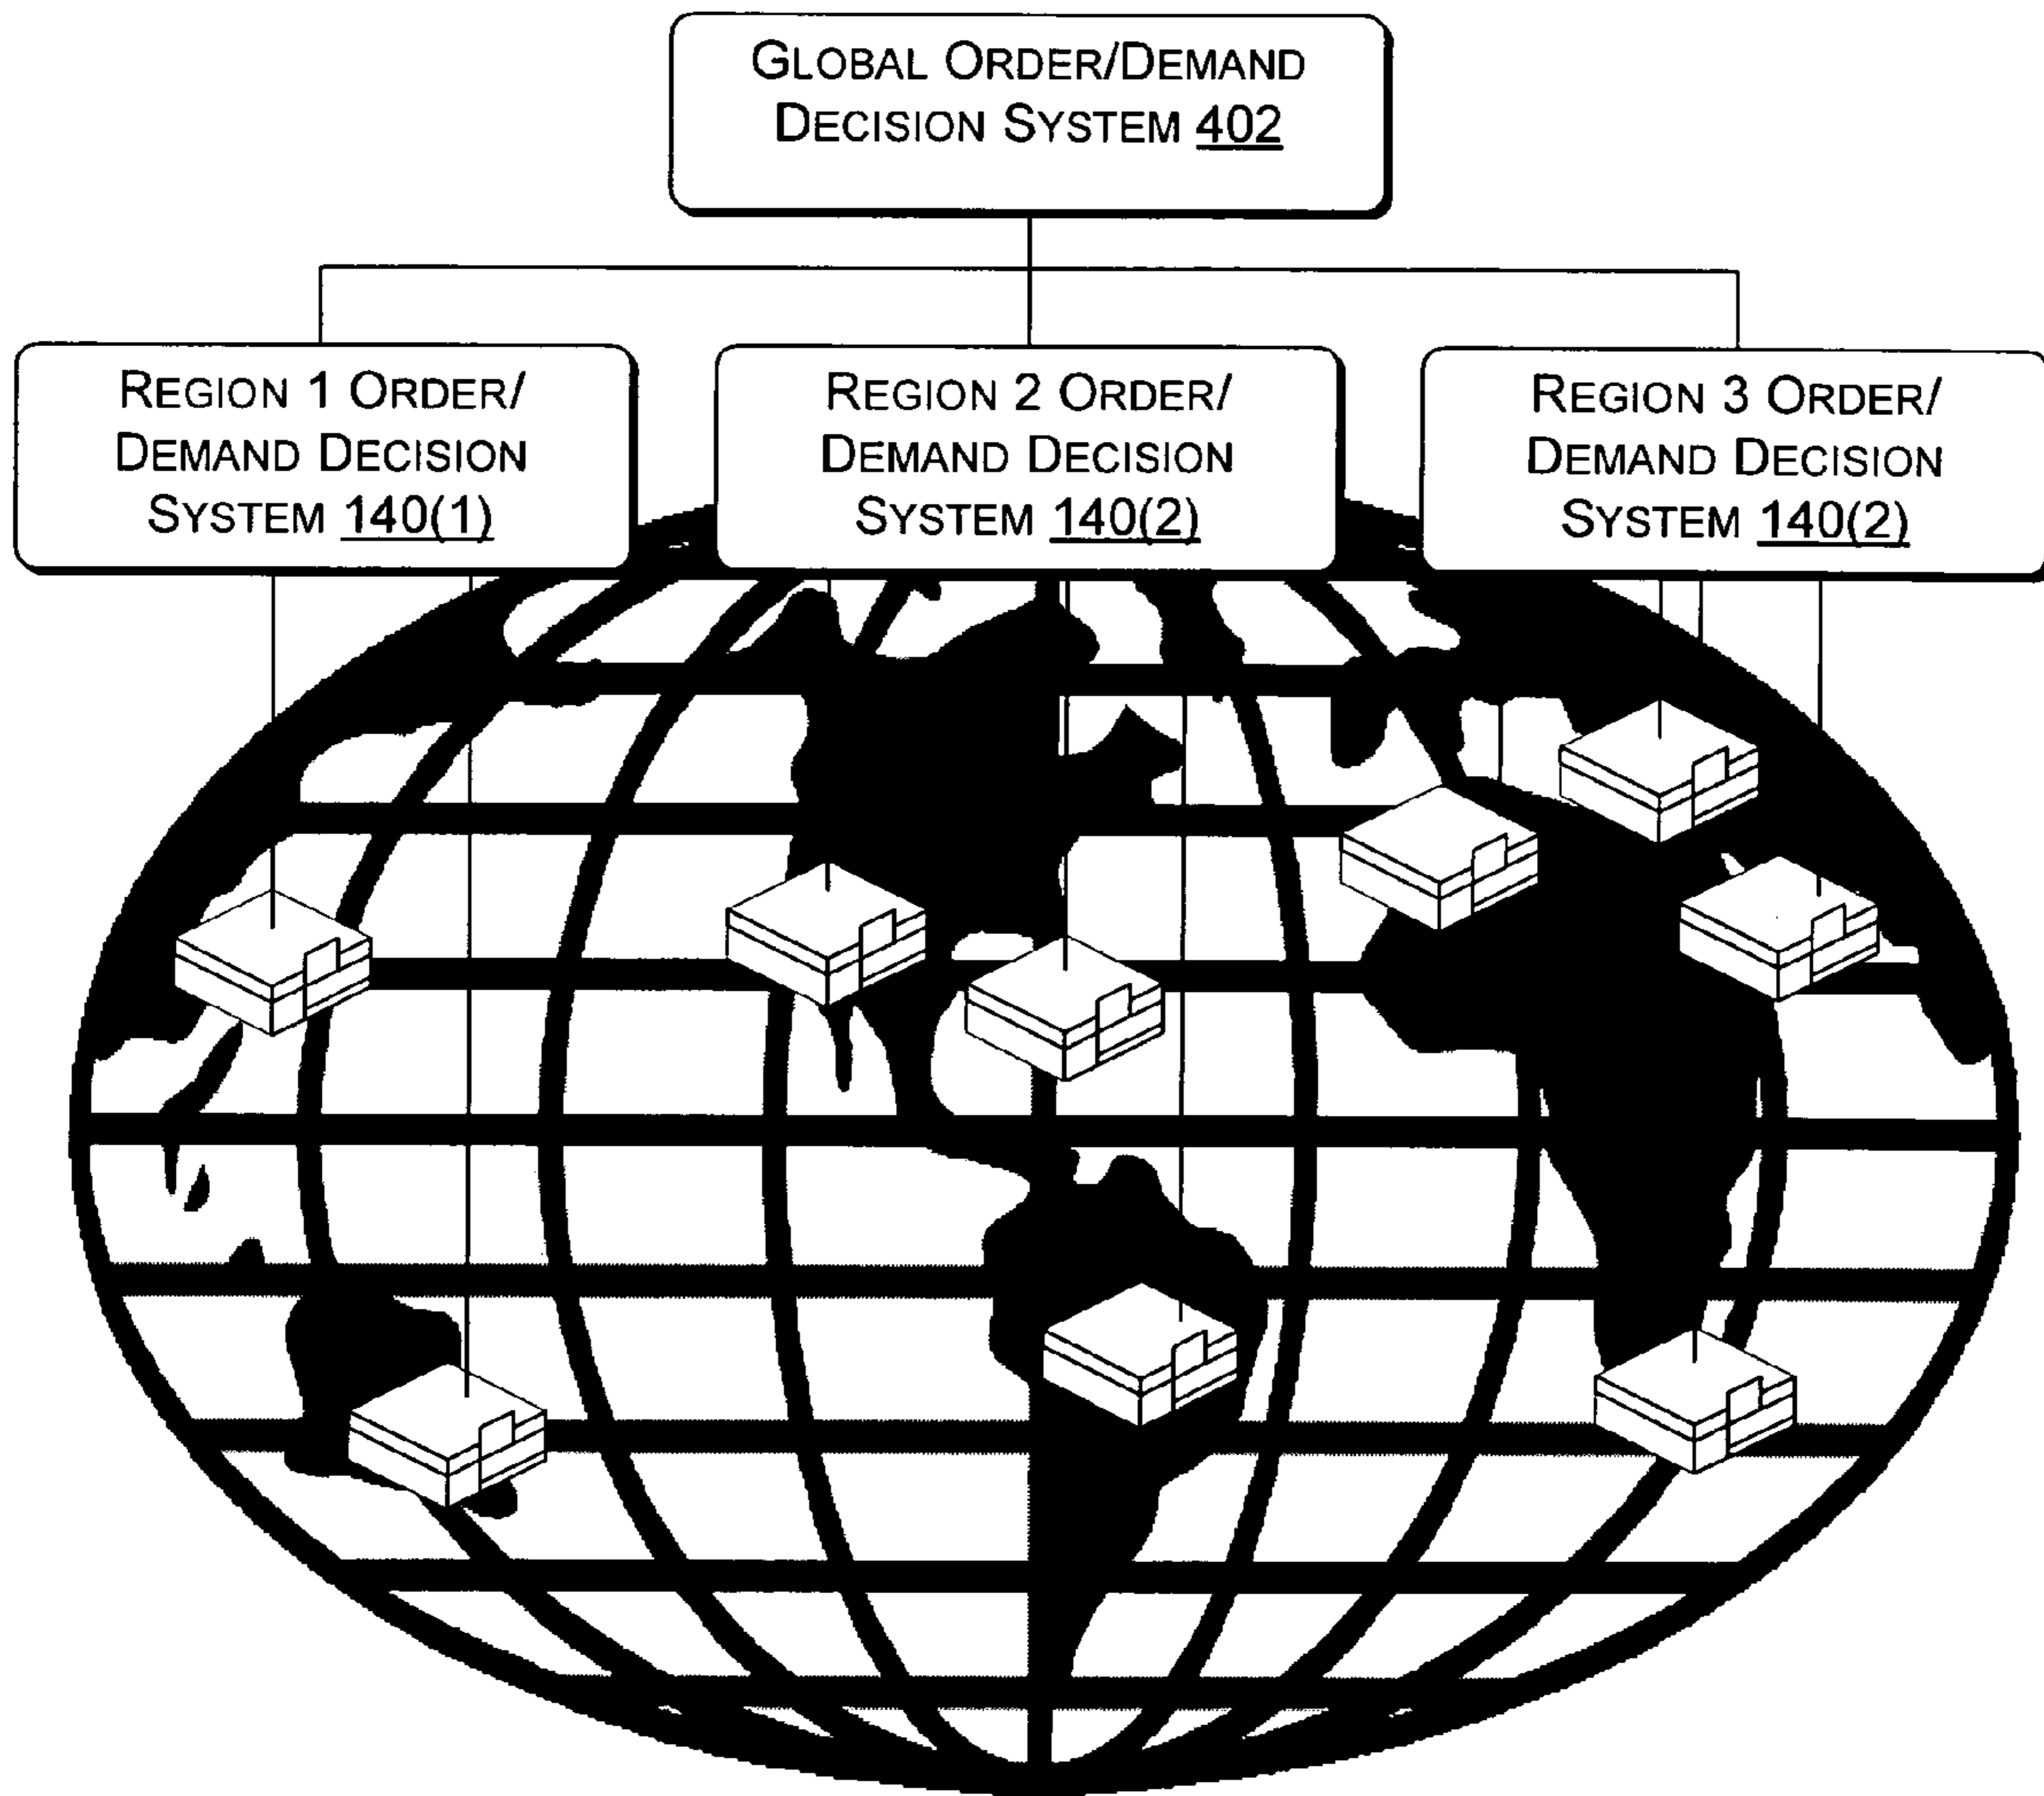 GLOBAL ORDER/DEMAND
DECISION SYSTEM 402
REGION 1 ORDER/
DEMAND DECISION
SYSTEM 140(1)
REGION 2 ORDER/
DEMAND DECISION
SYSTEM 140(2)
REGION 3 ORDER/
DEMAND DECISION
SYSTEM 140(2)